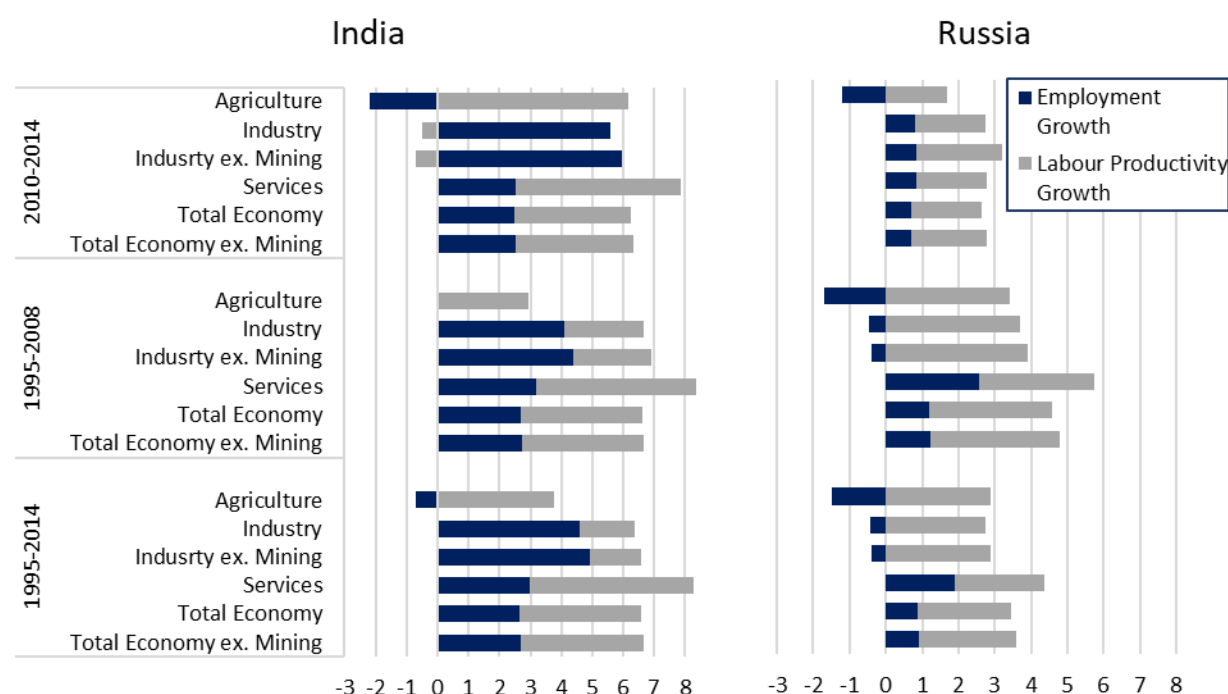 India
Russia
2010-2014
Agriculture
Industry
Indusrty ex. Mining
Services
Total Economy
Total Economy ex. Mining
1995-2008
Agriculture
Industry
Indusrty ex. Mining
Services
Total Economy
Total Economy ex. Mining
1995-2014
Agriculture
Industry
Indusrty ex. Mining
Services
Total Economy
Total Economy ex. Mining
-3 -2 -1 0 1 2 3 4 5 6 7 8
Employment
Growth
Labour Productivity
Growth
-3 -2 -1 0 1 2 3 4 5 6 7 8